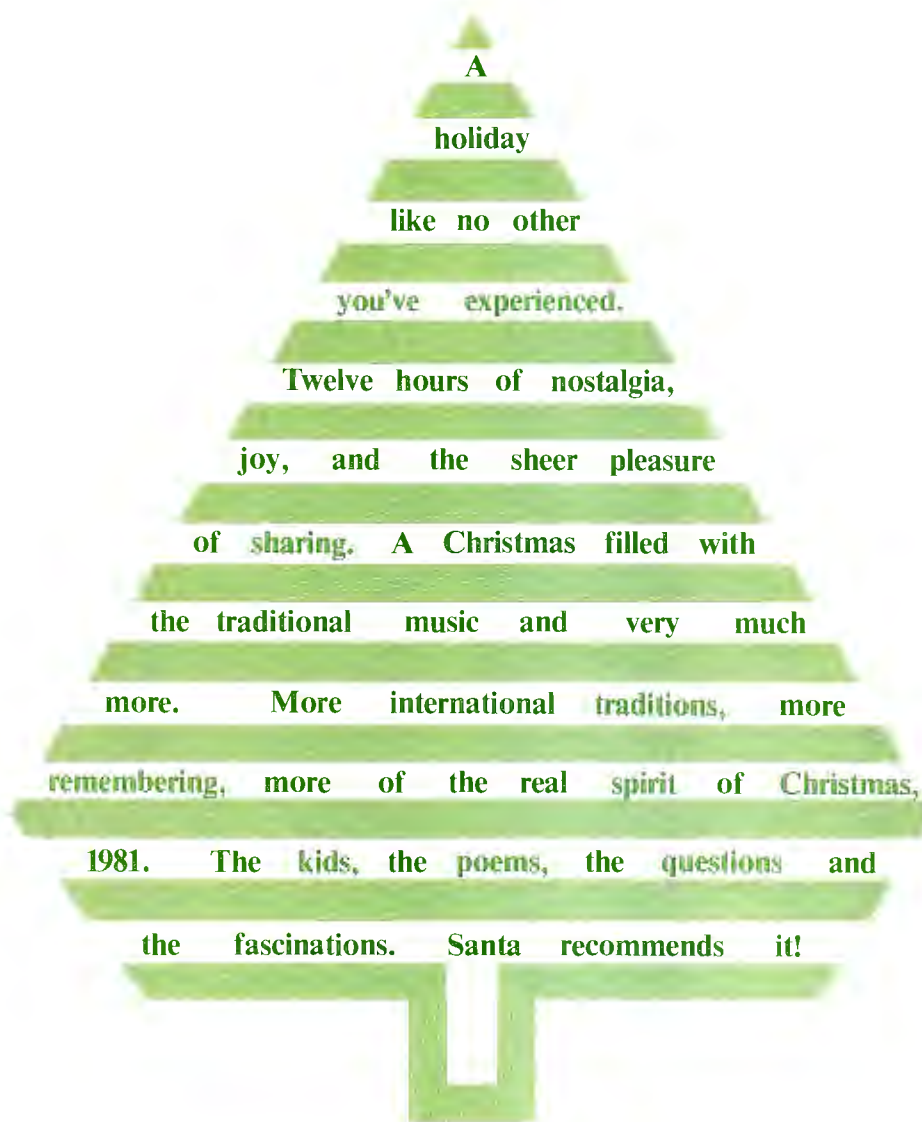 A
holiday
like no other
you've experienced.
Twelve hours of nostalgia,
joy, and the sheer pleasure
of sharing. A Christmas filled with
the traditional music and very much
more. More international traditions, more
remembering, more of the real spirit of Christmas,
1981. The kids, the poems, the questions and
the fascinations. Santa recommends it!